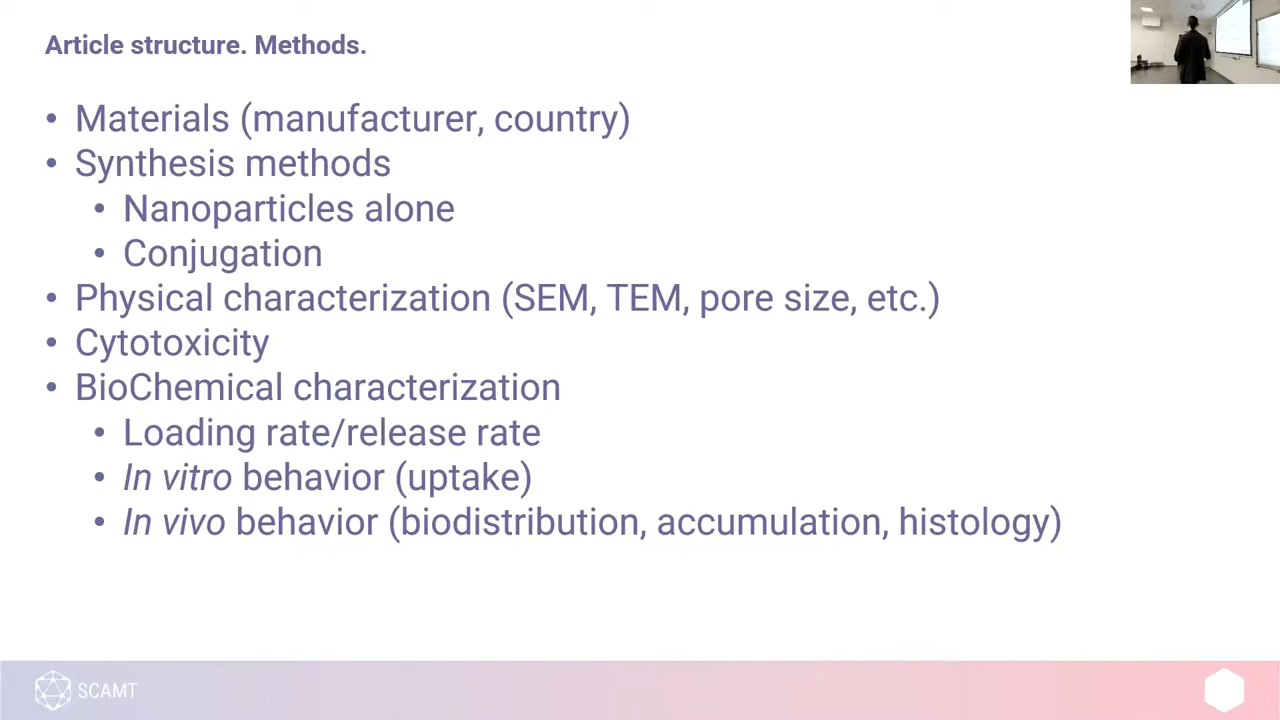 Article structure. Methods.
• Materials (manufacturer, country)
• Synthesis methods
• Nanoparticles alone
• Conjugation
• Physical characterization (SEM, TEM, pore size, etc.)
• Cytotoxicity
• BioChemical characterization
• Loading rate/release rate
• In vitro behavior (uptake)
• In vivo behavior (biodistribution, accumulation, histology)
SCAMT